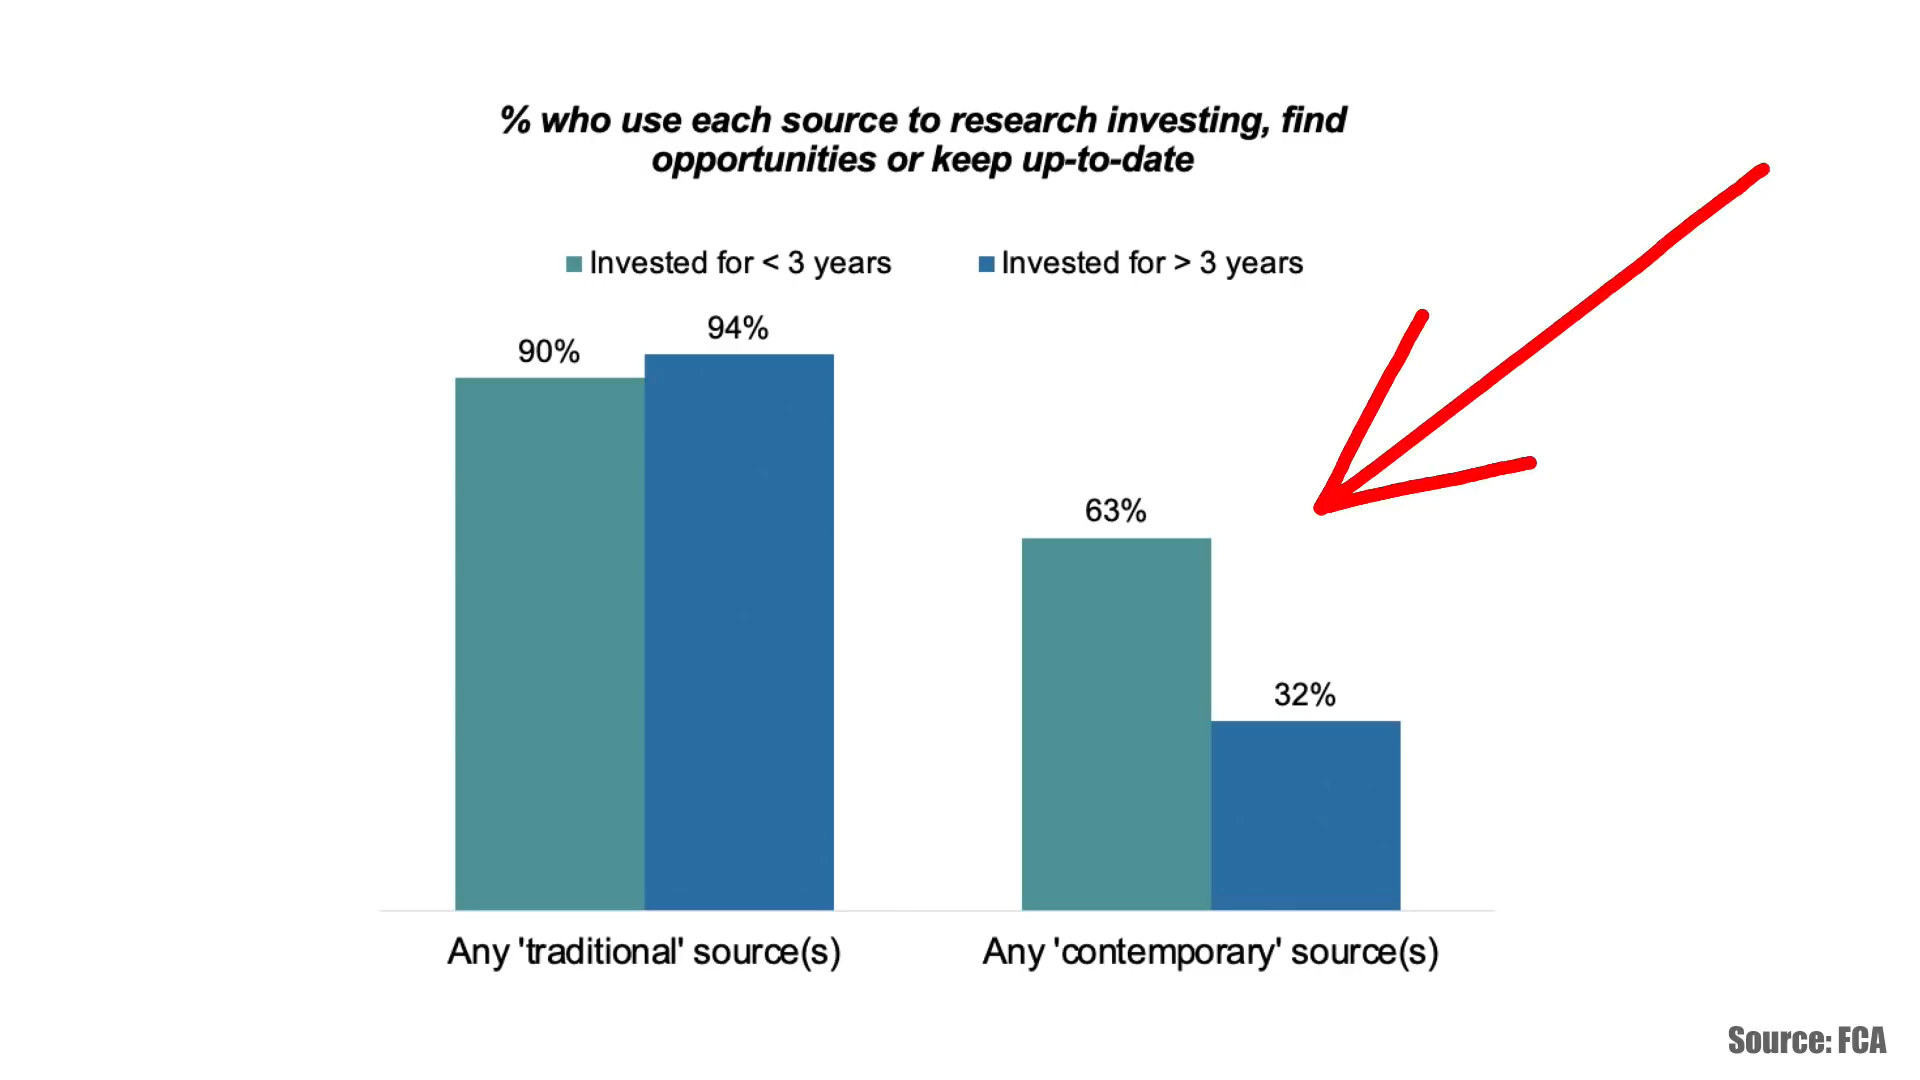 % who use each source to research investing, find
opportunities or keep up-to-date
Invested for < 3 years
Invested for > 3 years
90%
94%
63%
32%
Any 'traditional' source(s)
Any 'contemporary' source(s)
Source: FCA